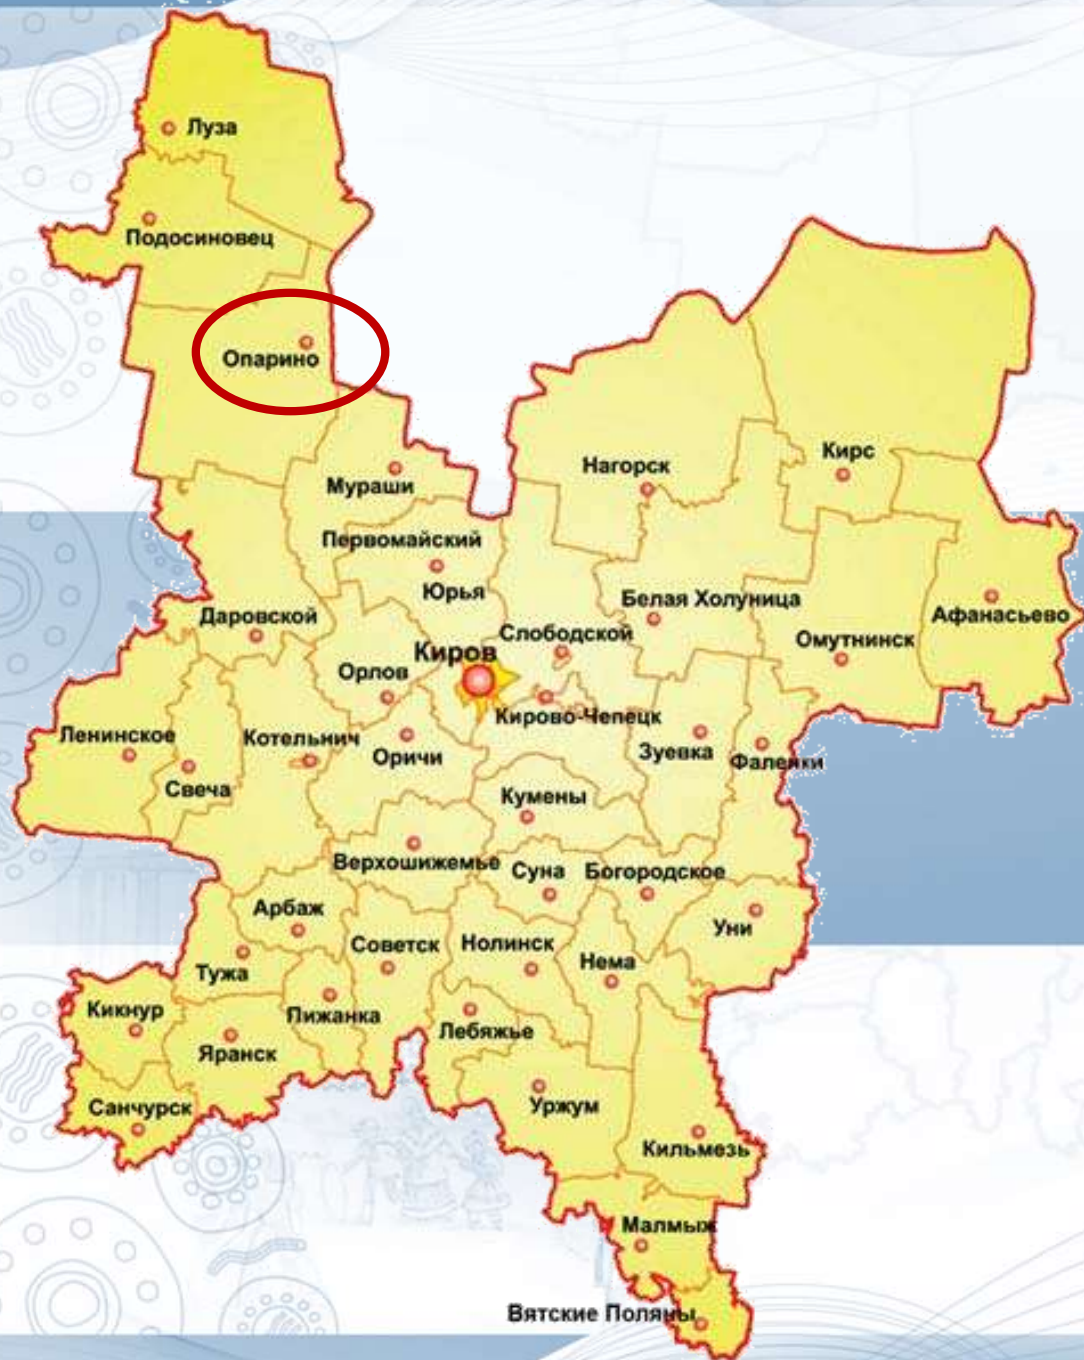 Луза
Подосиновец
Опарино
Мураши
Нагорск
Кирс
Первомайский
Юрья
Белая Холуница
Афанасьево
Даровской
Слободской
Омутнинск
Киров
Орлов
Кирово-Чепецк
Ленинское
Котельнич
Оричи
Зуевка
Фаленки
Свеча
Кумены
Верхошижемье
Суна
Богородское
Арбаж
Уни
Советск
Нолинск
Нема
Тужа
Кикнур
Пижанка
Лебяжье
Яранск
Санчурск
Уржум
Кильмезь
Малмыж
Вятские Поляны